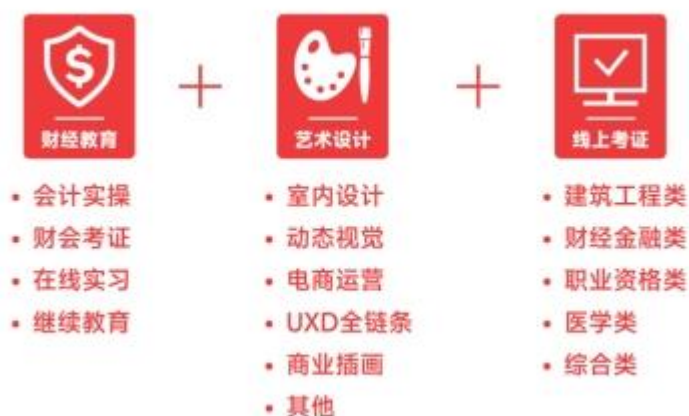 财经教育
• 会计实操
• 财会考证
• 在线实习
• 继续教育
艺术设计
• 室内设计
• 动态视觉
• 电商运营
• UXD全链条
• 商业插画
• 其他
线上考证
• 建筑工程类
• 财经金融类
• 职业资格类
• 医学类
• 综合类